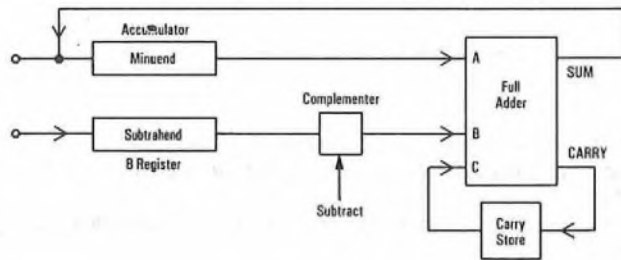 Accumulator
Minuend
A
SUM
Full
Adder
Complementer
Subtrahend
B
B Register
CARRY
C
Subtract
Carry
Store